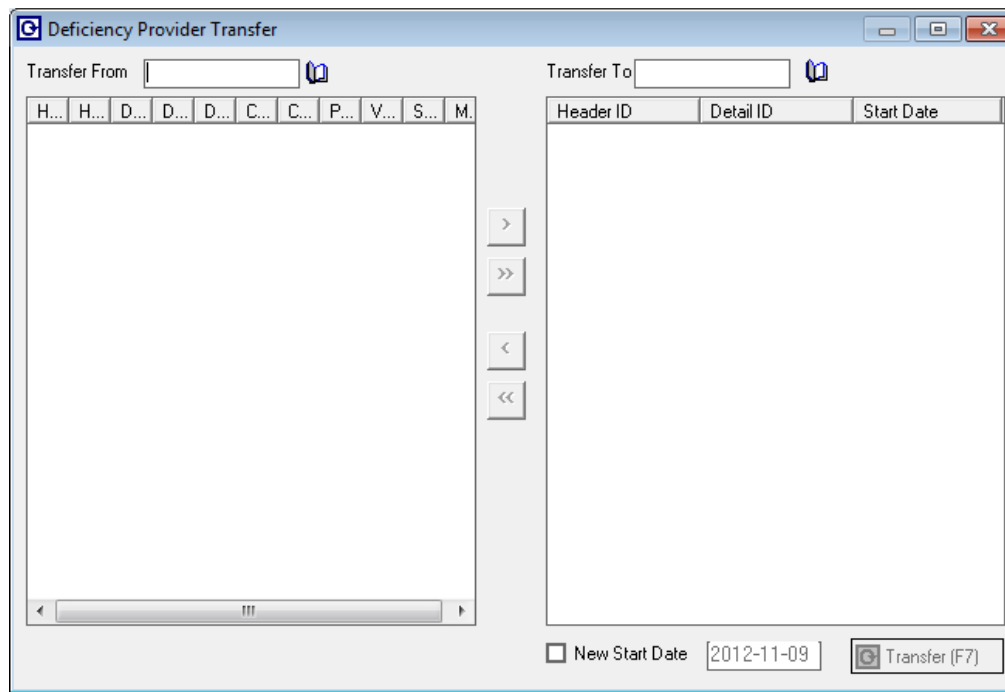 Deficiency Provider Transfer
Transfer From
Transfer To
H... H... D... D... D... C... C... P... V... S... M.
Header ID Detail ID Start Date
>
>>
<
<<
New Start Date 2012-11-09 Transfer (F7)